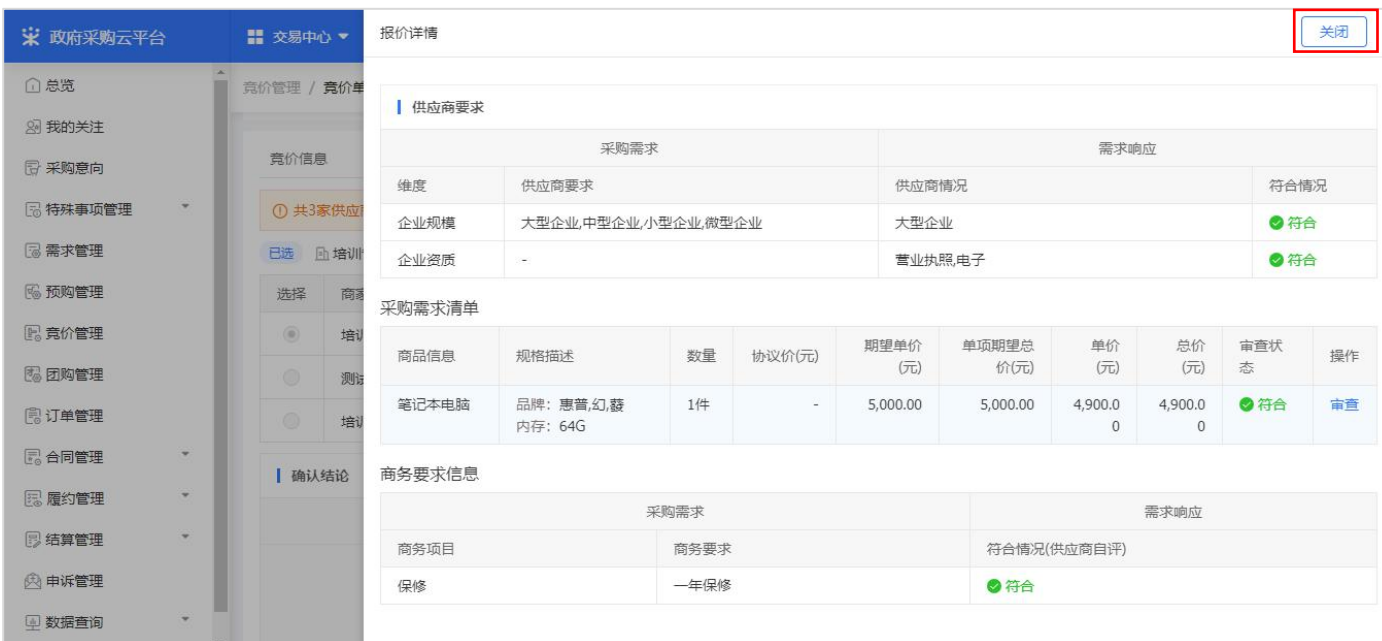 政府采购云平台
交易中心
报价详情
关闭
总览
我的关注
采购意向
特殊事项管理
需求管理
预购管理
竞价管理
团购管理
订单管理
合同管理
履约管理
结算管理
申诉管理
数据查询
竞价管理 / 竞价单
竞价信息
共3家供应商
已选 培训
选择 商家
培训
测试
培训
确认结论
供应商要求
采购需求 需求响应
维度 供应商要求 供应商情况 符合情况
企业规模 大型企业,中型企业,小型企业,微型企业 大型企业 符合
企业资质 - 营业执照,电子 符合
采购需求清单
商品信息 规格描述 数量 协议价(元) 期望单价(元) 单项期望总价(元) 单价(元) 总价(元) 审查状态 操作
笔记本电脑 品牌：惠普,幻,蕟 1件 - 5,000.00 5,000.00 4,900.00 4,900.00 符合 审查
内存：64G
商务要求信息
采购需求 需求响应
商务项目 商务要求 符合情况(供应商自评)
保修 一年保修 符合